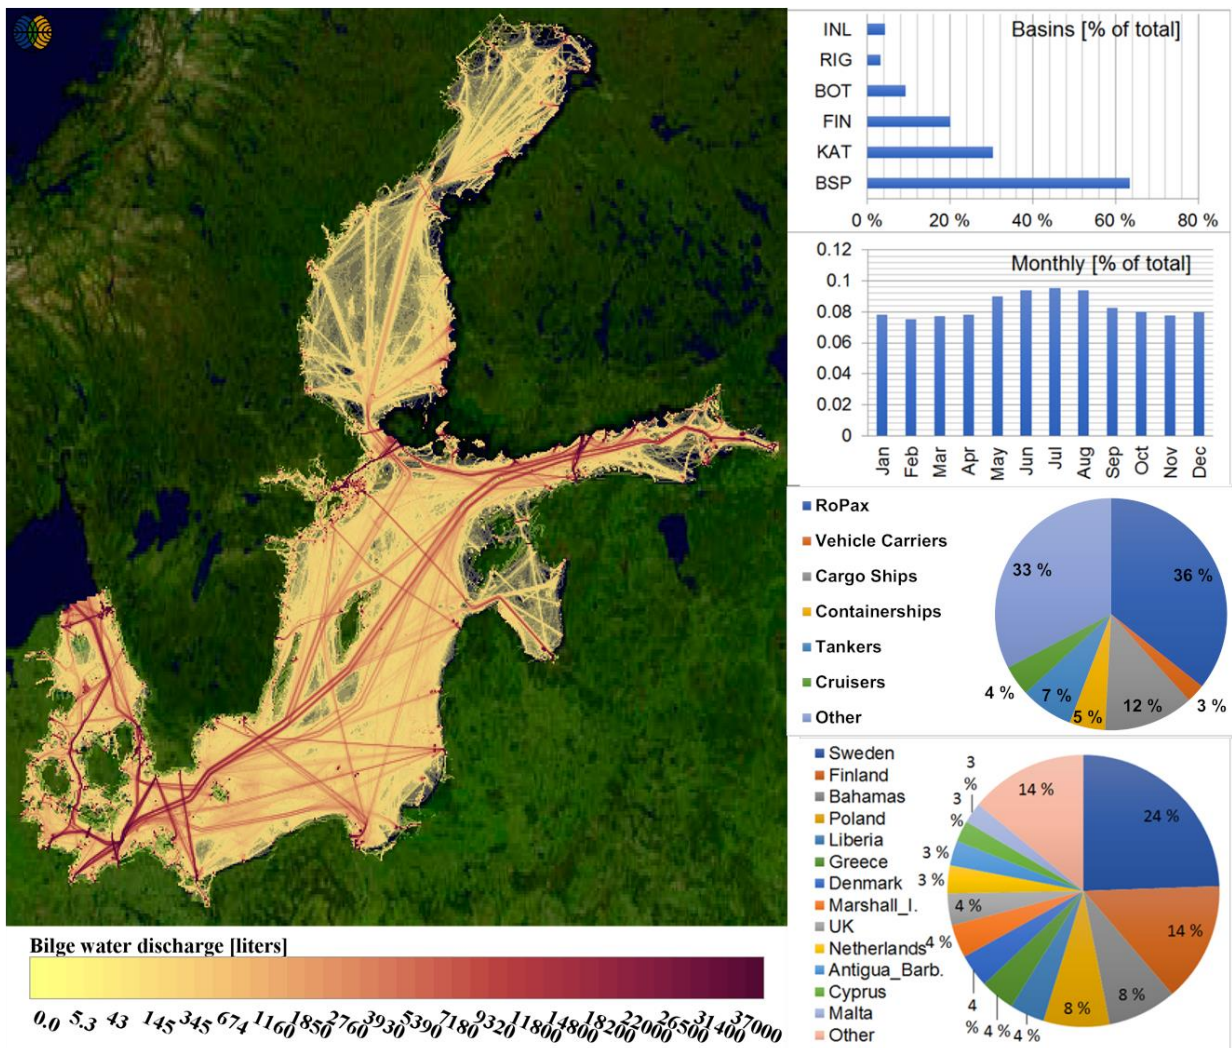 Basins [% of total]
INL
RIG
BOT
FIN
KAT
BSP
0 % 20 % 40 % 60 % 80 %
Monthly [% of total]
0.12
0.1
0.08
0.06
0.04
0.02
0
Jan Feb Mar Apr May Jun Jul Aug Sep Oct Nov Dec
RoPax
Vehicle Carriers
Cargo Ships
Containerships
Tankers
Cruisers
Other
36 %
3 %
12 %
5 %
7 %
4 %
33 %
Sweden
Finland
Bahamas
Poland
Liberia
Greece
Denmark
Marshall_I.
UK
Netherlands
Antigua_Barb.
Cyprus
Malta
Other
24 %
14 %
8 %
8 %
4 %
4 %
4 %
4 %
4 %
3 %
3 %
3 %
3 %
14 %
Bilge water discharge [liters]
0.0 5.3 43 145 345 674 1160 1850 2760 3930 5390 7180 9320 11800 14800 18200 22000 26500 31400 37000